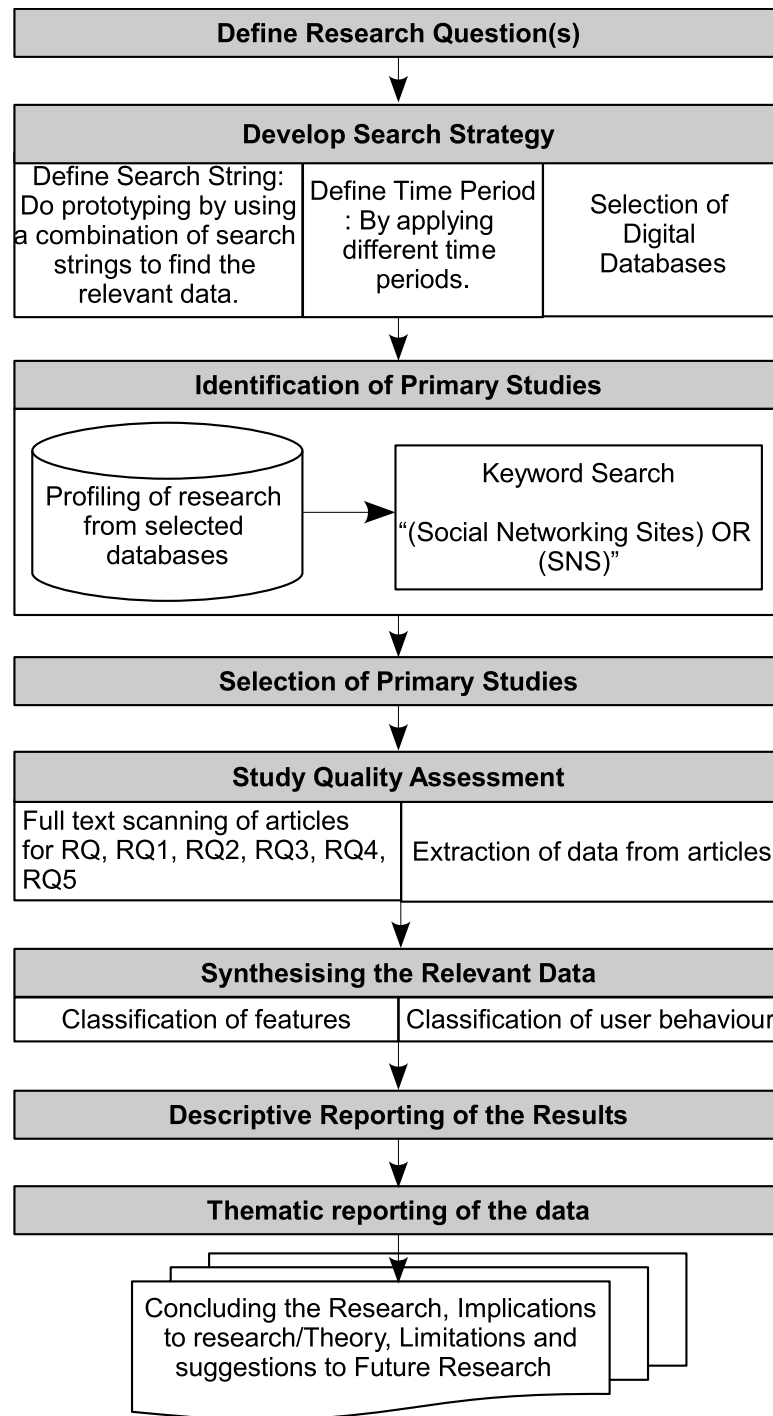 Define Research Question(s)
Develop Search Strategy
Define Search String:
Do prototyping by using
a combination of search
strings to find the
relevant data.
Define Time Period
: By applying
different time
periods.
Selection of
Digital
Databases
Identification of Primary Studies
Profiling of research
from selected
databases
Keyword Search
“(Social Networking Sites) OR
(SNS)”
Selection of Primary Studies
Study Quality Assessment
Full text scanning of articles
for RQ, RQ1, RQ2, RQ3, RQ4,
RQ5
Extraction of data from articles
Synthesising the Relevant Data
Classification of features
Classification of user behaviour
Descriptive Reporting of the Results
Thematic reporting of the data
Concluding the Research, Implications
to research/Theory, Limitations and
suggestions to Future Research